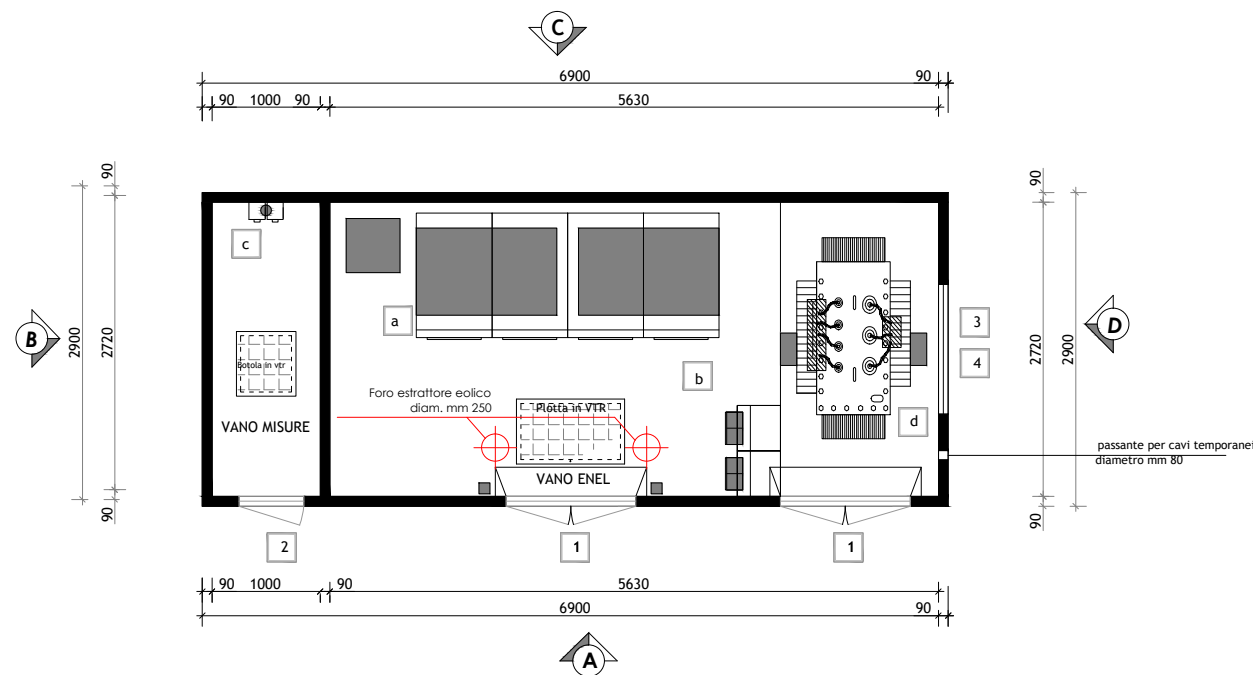 C
6900
90
90 1000 90
5630
90
90
2900
2720
90
2720
2900
90
90
c
a
b
d
B
D
3
4
Botola in vtr
VANO MISURE
Foro estrattore eolico
diam. mm 250
Plotta in VTR
VANO ENEL
passante per cavi temporanei
diametro mm 80
2
1
1
90 1000
90
5630
6900
90
A